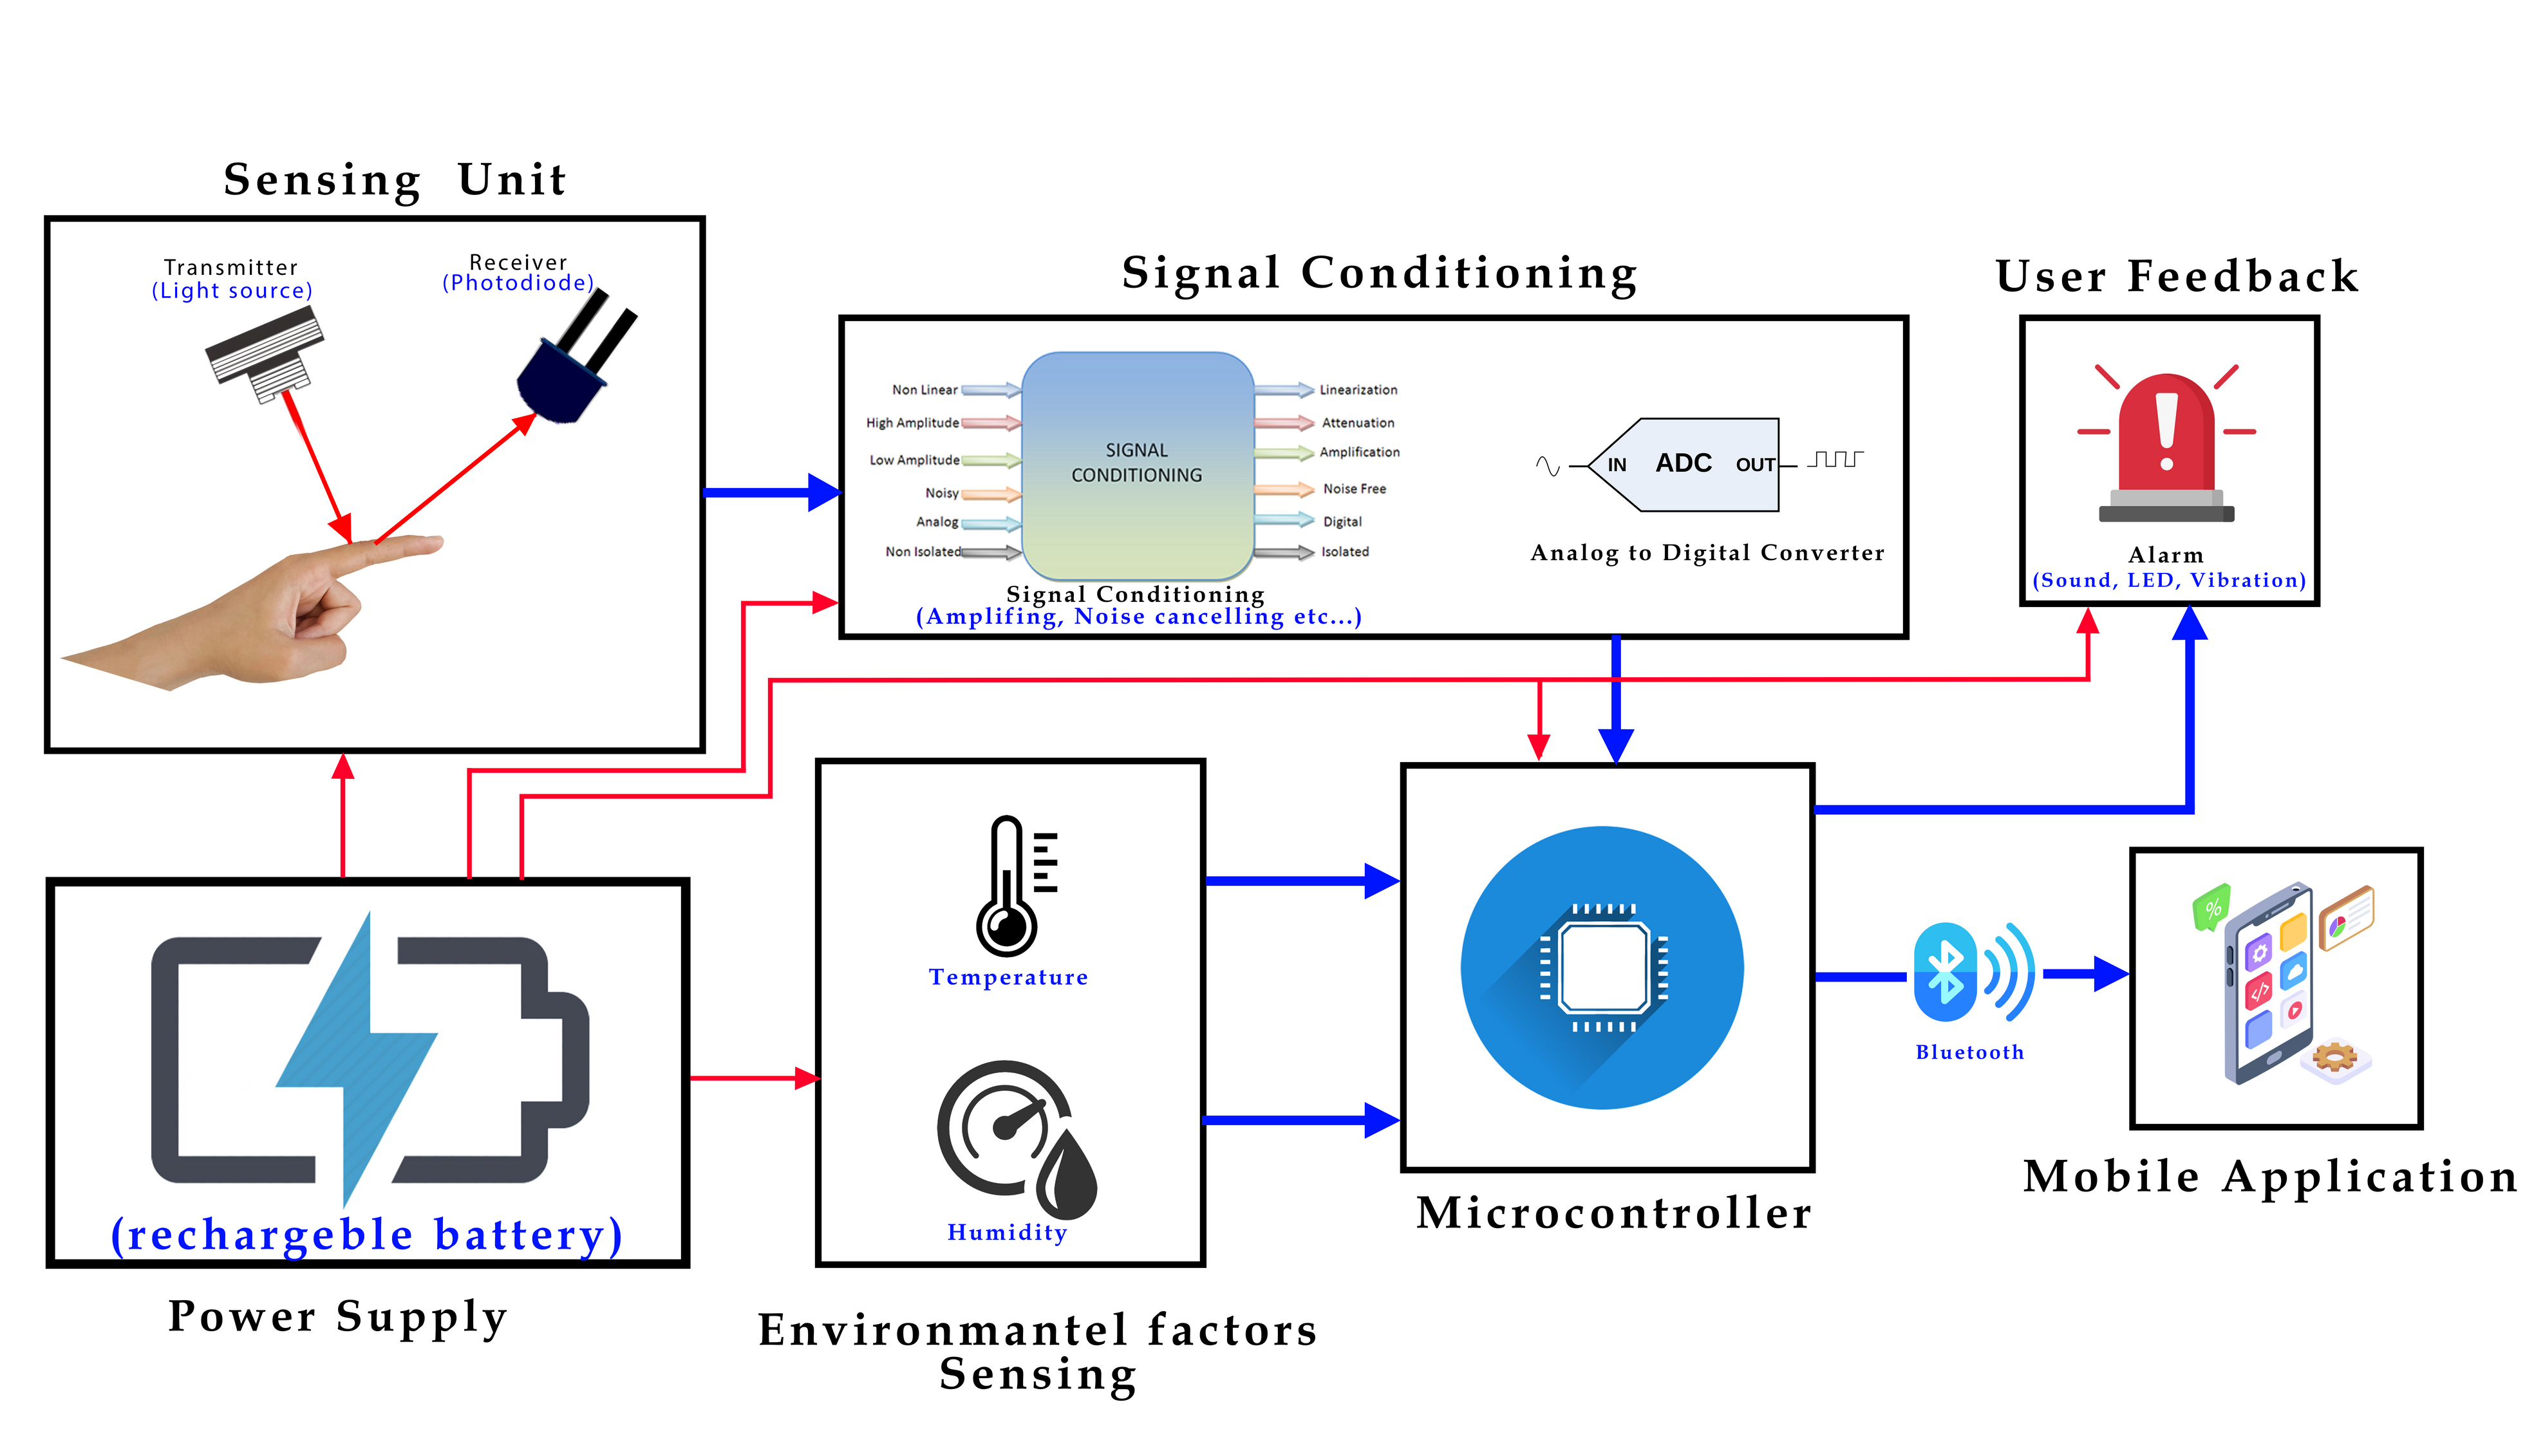 Sensing Unit
Transmitter
(Light source)
Receiver
(Photodiode)
Signal Conditioning
Non Linear
High Amplitude
Low Amplitude
Noisy
Analog
Non Isolated
SIGNAL
CONDITIONING
Linearization
Attenuation
Amplification
Noise Free
Digital
Isolated
Signal Conditioning
(Amplifing, Noise cancelling etc...)
IN ADC OUT
Analog to Digital Converter
User Feedback
Alarm
(Sound, LED, Vibration)
(rechargeble battery)
Power Supply
Temperature
Humidity
Environmantel factors
Sensing
Microcontroller
Bluetooth
%
</>
Mobile Application